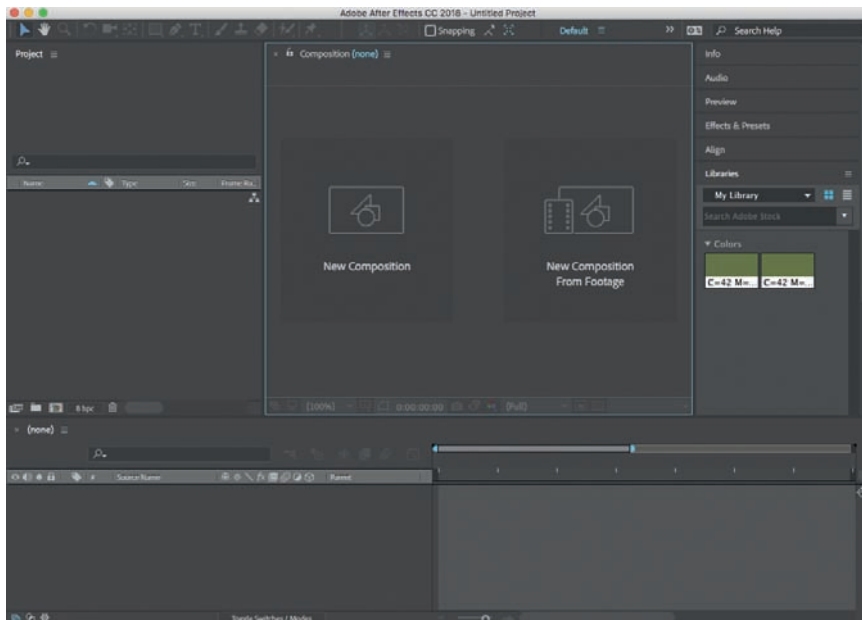 Adobe After Effects CC 2018 - Untitled Project
Snapping Default Search Help
Project
Composition (none)
Info
Audio
Preview
Effects & Presets
Align
Libraries
My Library
Search Adobe Stock
Colors
C=42 M=... C=42 M=...
Name Type Size Frame Ra...
New Composition
New Composition
From Footage
8 bpc
(100%) 0:00:00:00 (Full)
(none)
# Source Name Parent
Toggle Switches / Modes